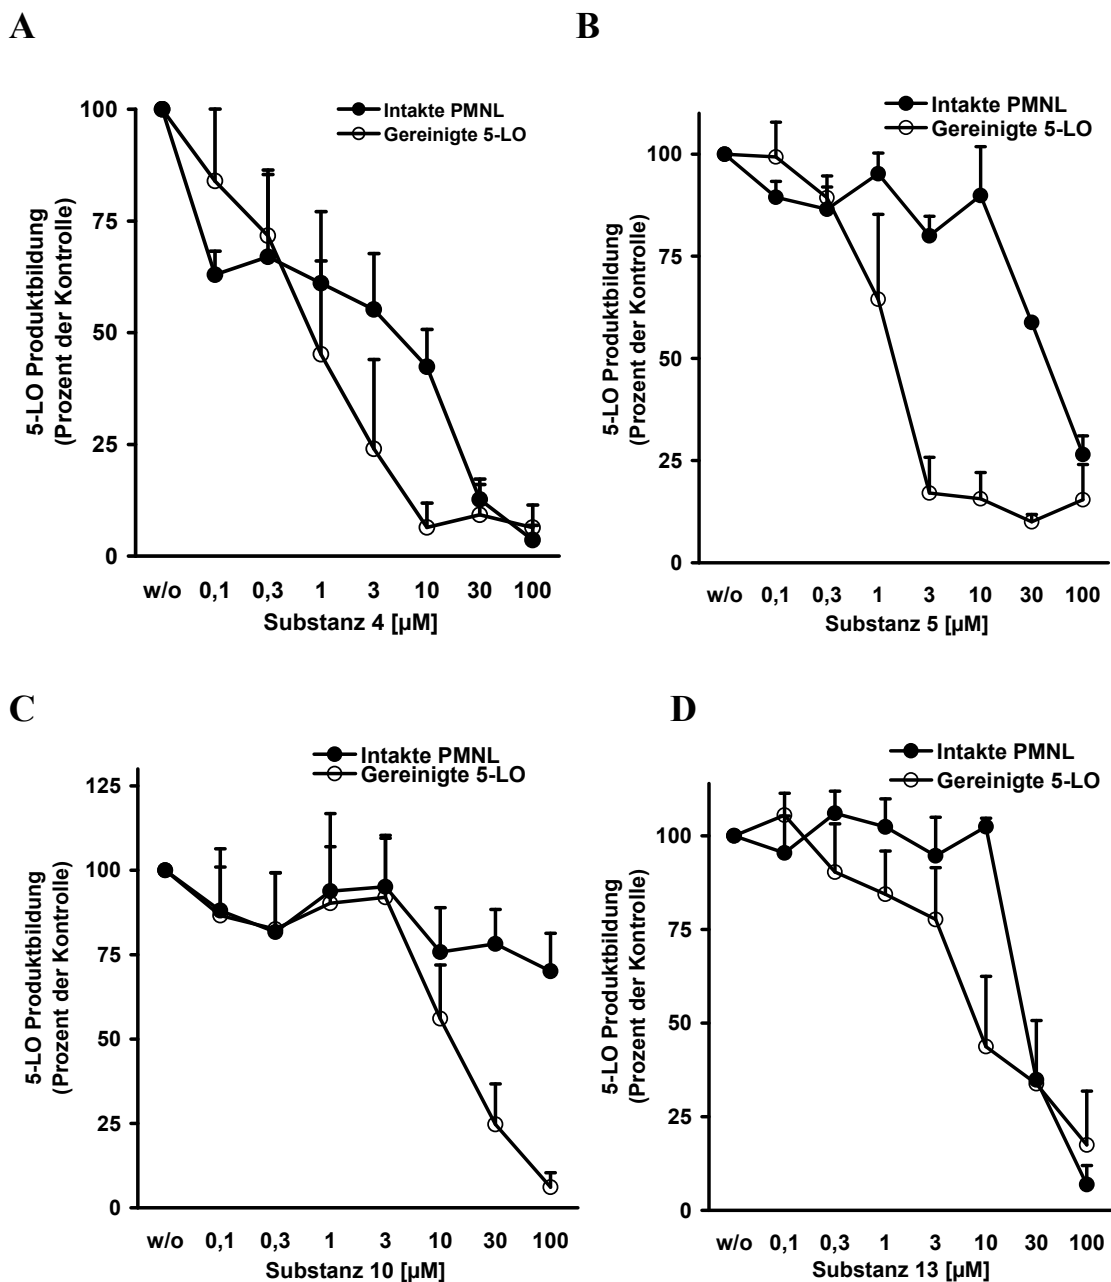 A
Intakte PMNL
Gereinigte 5-LO
5-LO Produktbildung
(Prozent der Kontrolle)
100
75
50
25
0
w/o 0,1 0,3 1 3 10 30 100
Substanz 4 [µM]
B
Intakte PMNL
Gereinigte 5-LO
5-LO Produktbildung
(Prozent der Kontrolle)
100
75
50
25
0
w/o 0,1 0,3 1 3 10 30 100
Substanz 5 [µM]
C
Intakte PMNL
Gereinigte 5-LO
5-LO Produktbildung
(Prozent der Kontrolle)
125
100
75
50
25
0
w/o 0,1 0,3 1 3 10 30 100
Substanz 10 [µM]
D
Intakte PMNL
Gereinigte 5-LO
5-LO Produktbildung
(Prozent der Kontrolle)
100
75
50
25
0
w/o 0,1 0,3 1 3 10 30 100
Substanz 13 [µM]